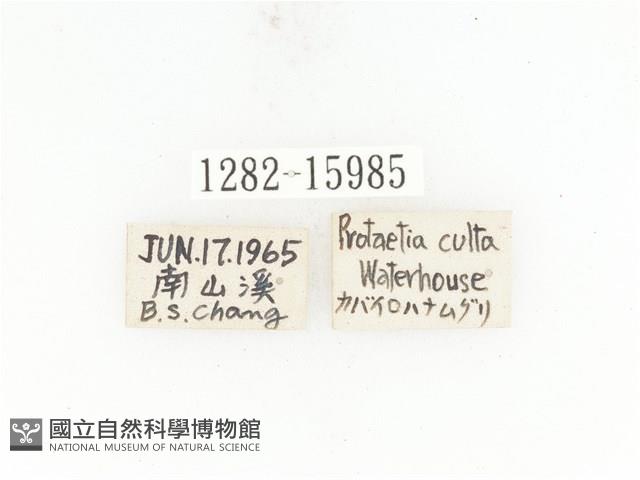 1282-15985
JUN.17.1965
南山溪
B.S.Chang
Protaetia culta
Waterhouse
カバイロハナムグリ
國立自然科學博物館
NATIONAL MUSEUM OF NATURAL SCIENCE